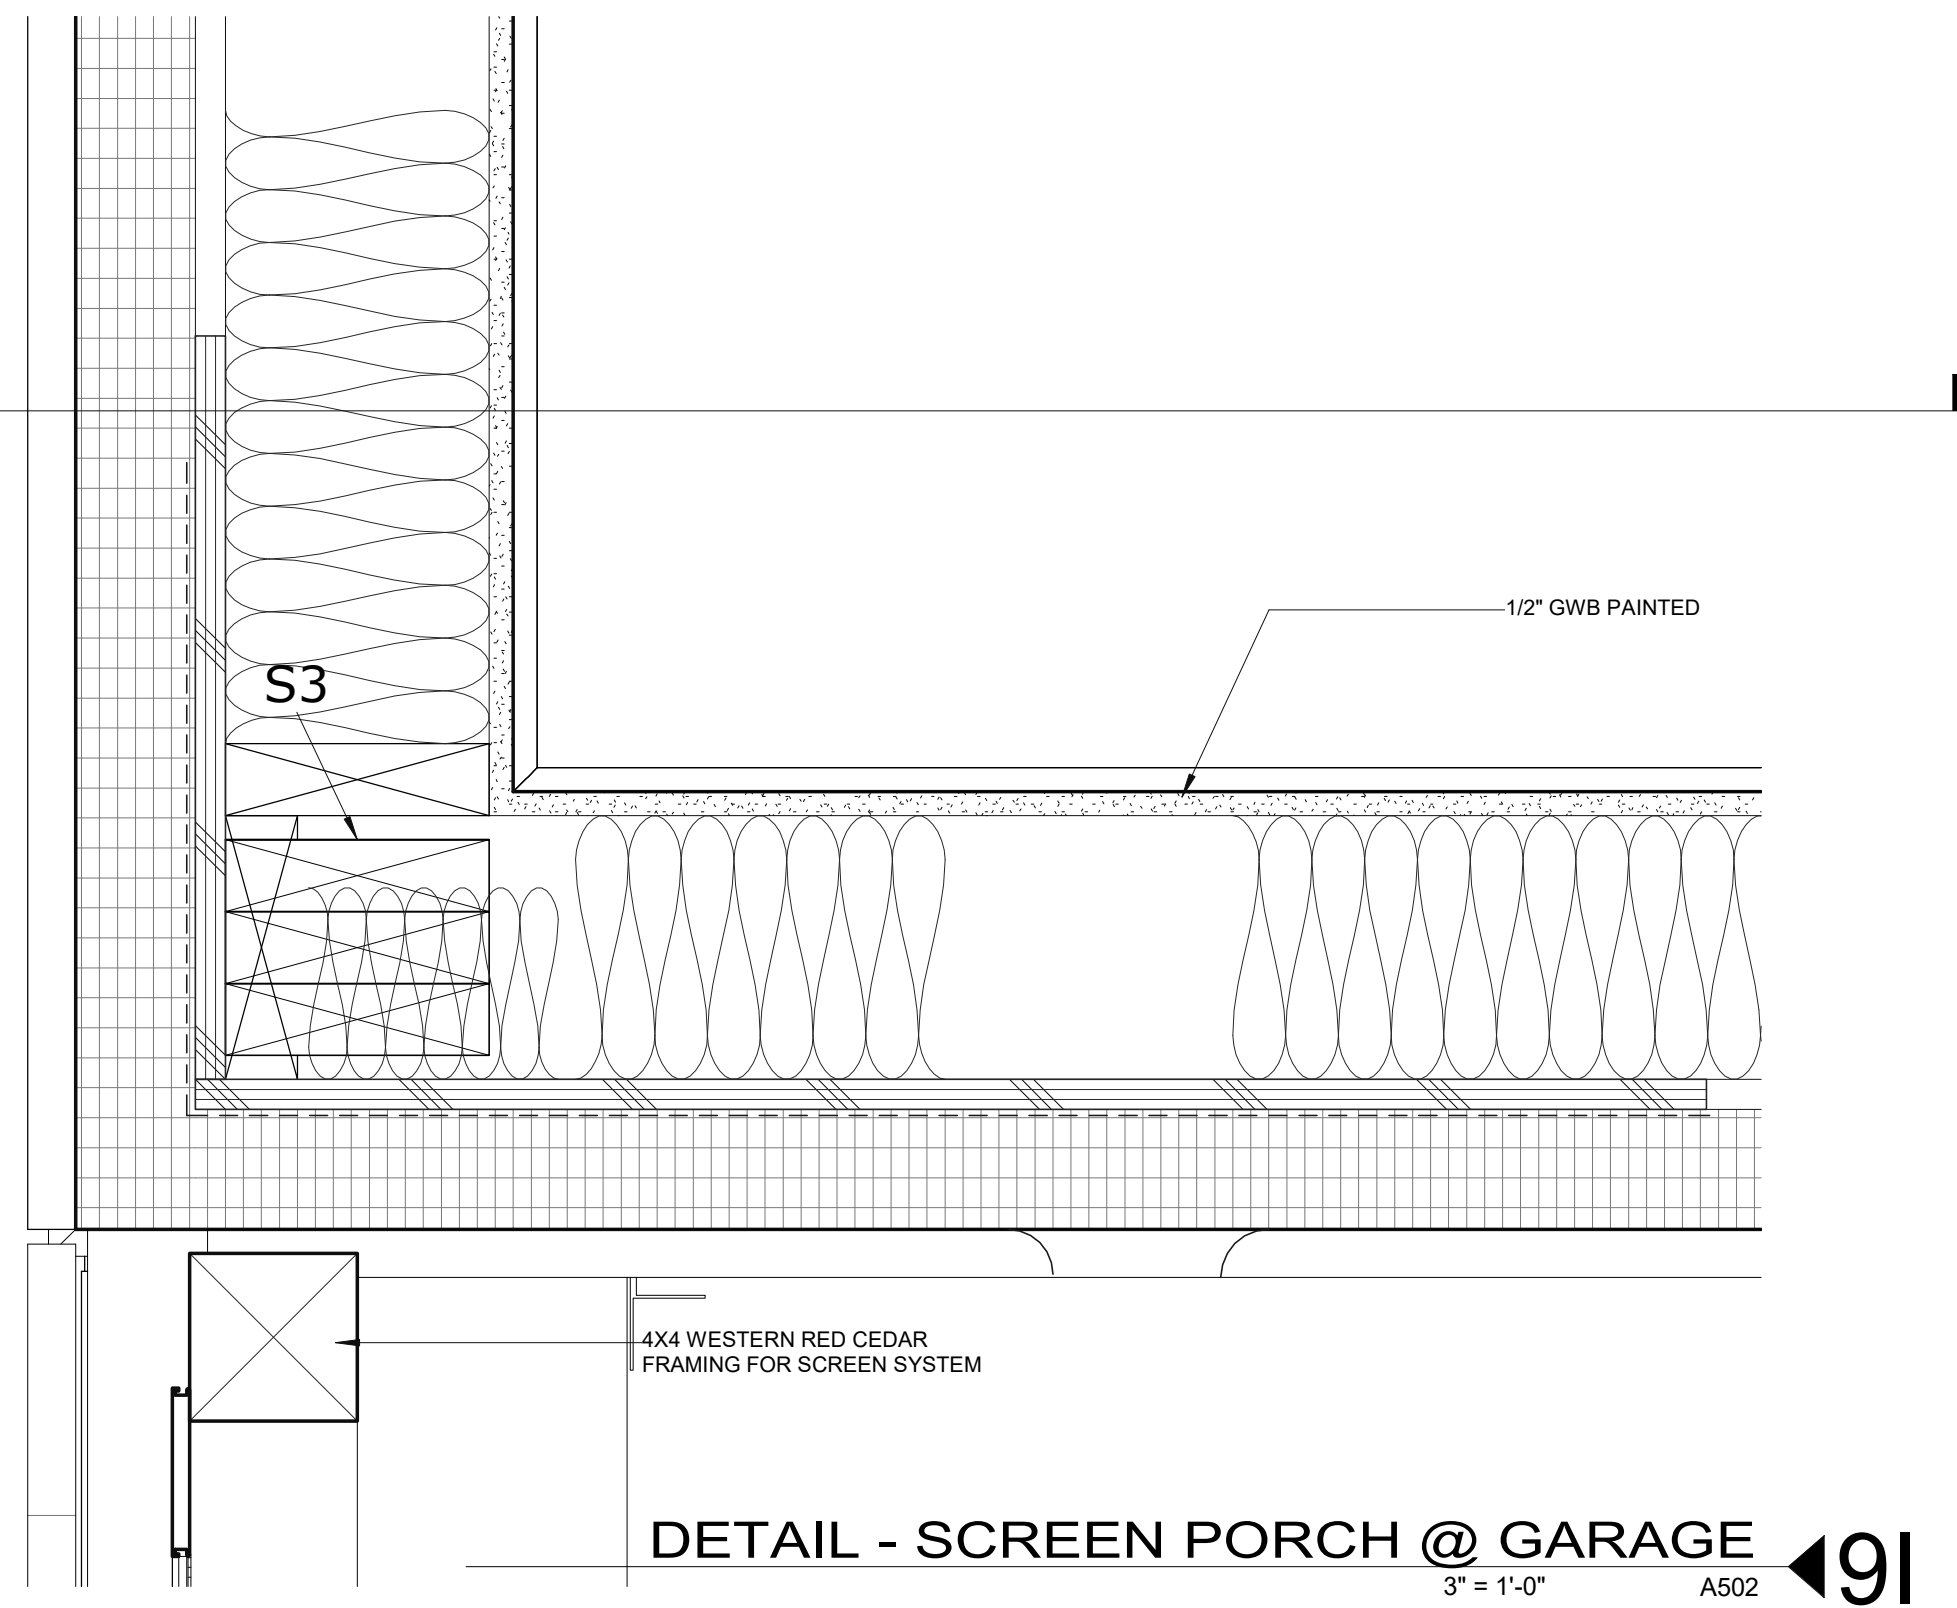 1/2" GWB PAINTED
S3
4X4 WESTERN RED CEDAR
FRAMING FOR SCREEN SYSTEM
DETAIL - SCREEN PORCH @ GARAGE
9I
3" = 1'-0"
A502